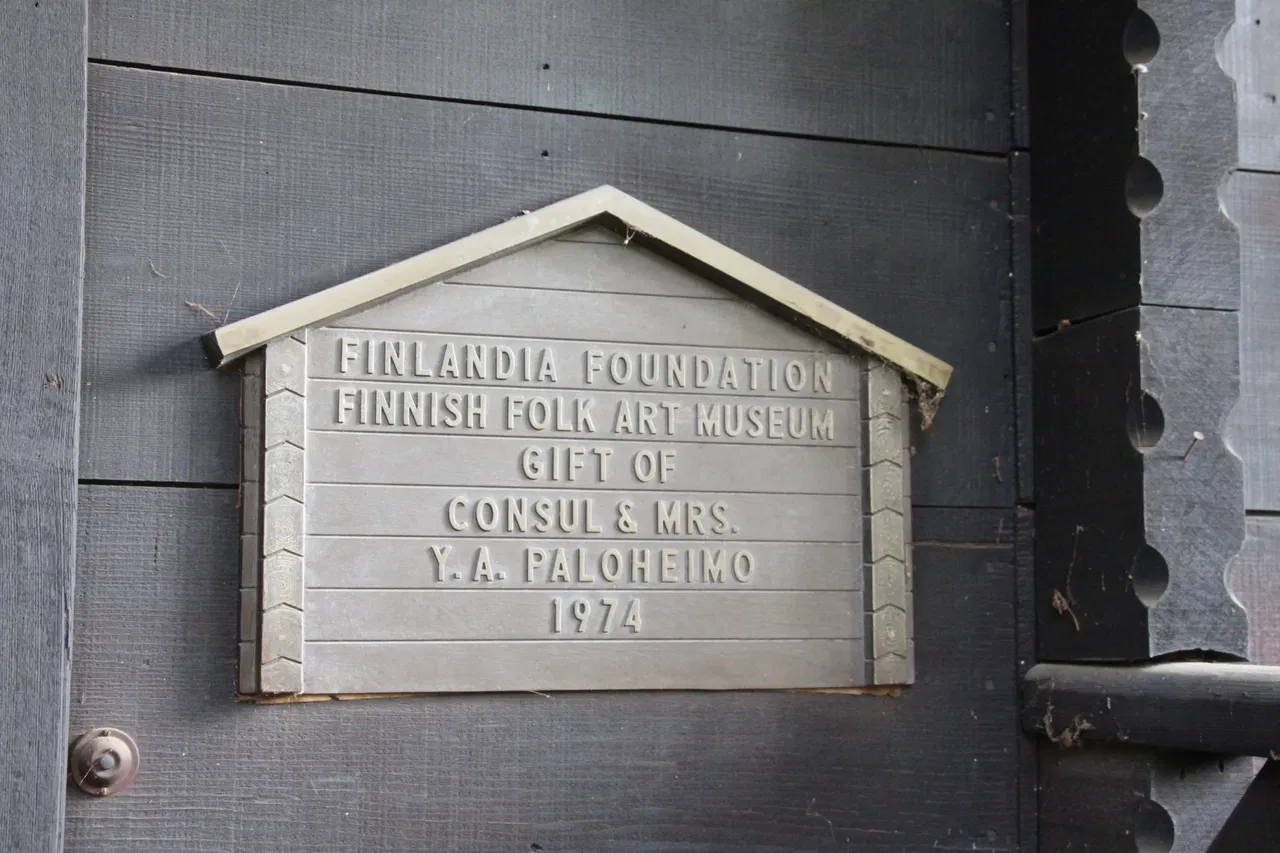 FINLANDIA FOUNDATION
FINNISH FOLK ART MUSEUM
GIFT OF
CONSUL & MRS.
Y. A. PALOHEIMO
1974